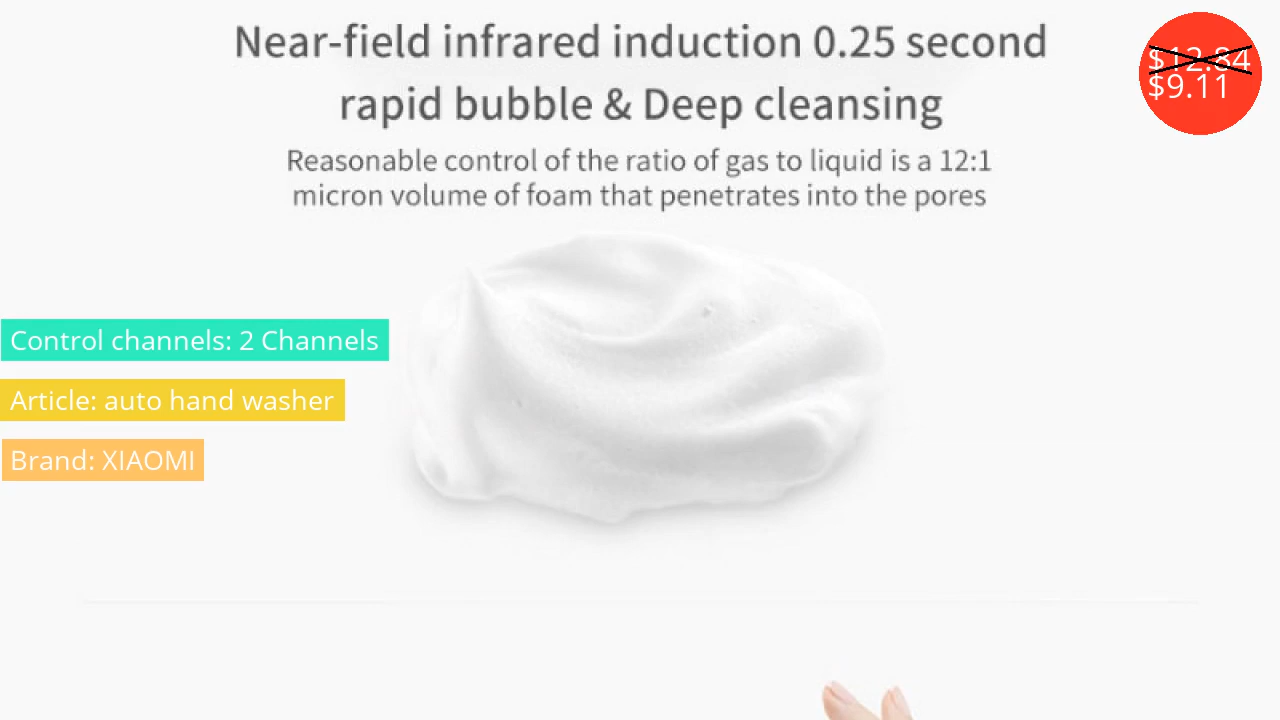 Near-field infrared induction 0.25 second
rapid bubble & Deep cleansing
Reasonable control of the ratio of gas to liquid is a 12:1
micron volume of foam that penetrates into the pores
$12.84
$9.11
Control channels: 2 Channels
Article: auto hand washer
Brand: XIAOMI